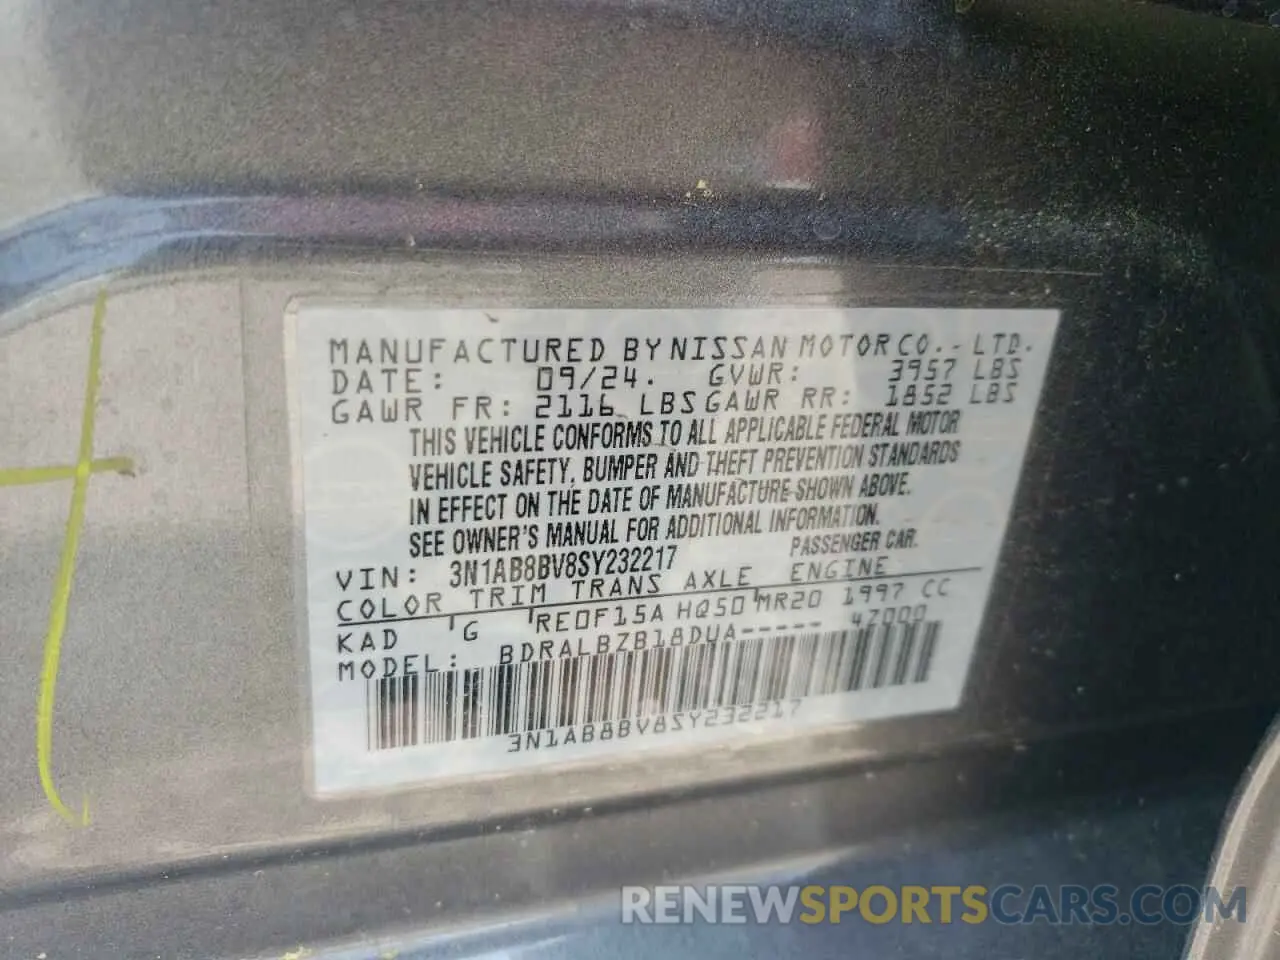 MANUFACTURED BY NISSAN MOTOR CO., LTD.
DATE: 09/24. GVWR: 3957 LBS
GAWR FR: 2116 LBS GAWR RR: 1852 LBS
THIS VEHICLE CONFORMS TO ALL APPLICABLE FEDERAL MOTOR
VEHICLE SAFETY, BUMPER AND THEFT PREVENTION STANDARDS
IN EFFECT ON THE DATE OF MANUFACTURE SHOWN ABOVE.
SEE OWNER'S MANUAL FOR ADDITIONAL INFORMATION.
VIN: 3N1AB8BV8SY232217 PASSENGER CAR.
COLOR TRIM TRANS AXLE ENGINE
KAD G RE0F15A HQ50 MR20 1997 CC
MODEL: BDRALBZB18DUA----- 47000
3N1AB8BV8SY232217
RENEWSPORTSCARS.COM